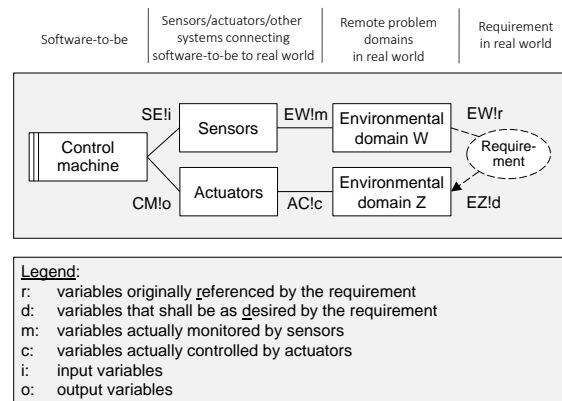 Software-to-be
Sensors/actuators/other
systems connecting
software-to-be to real world
Remote problem
domains
in real world
Requirement
in real world
SE!i
Sensors
EW!m
Environmental
domain W
EW!r
Control
machine
Require-
ment
CM!o
Actuators
AC!c
Environmental
domain Z
EZ!d
Legend:
r: variables originally referenced by the requirement
d: variables that shall be as desired by the requirement
m: variables actually monitored by sensors
c: variables actually controlled by actuators
i: input variables
o: output variables